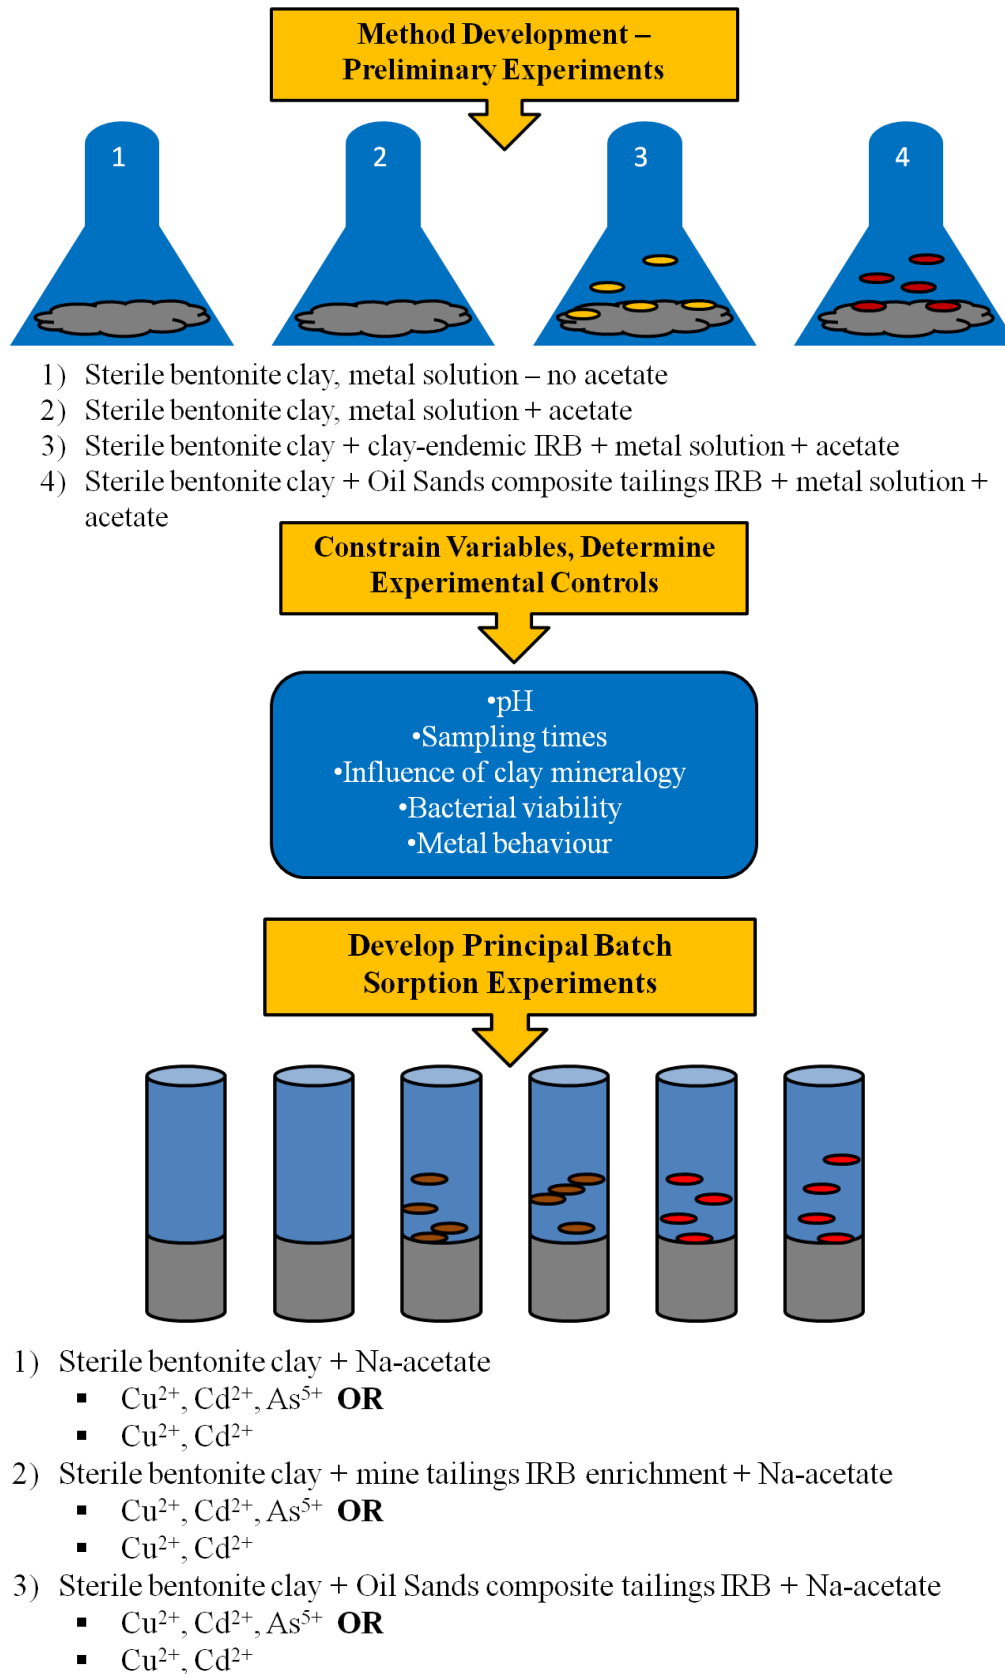 Method Development –
Preliminary Experiments
1
2
3
4
1) Sterile bentonite clay, metal solution – no acetate
2) Sterile bentonite clay, metal solution + acetate
3) Sterile bentonite clay + clay-endemic IRB + metal solution + acetate
4) Sterile bentonite clay + Oil Sands composite tailings IRB + metal solution +
acetate
Constrain Variables, Determine
Experimental Controls
•pH
•Sampling times
•Influence of clay mineralogy
•Bacterial viability
•Metal behaviour
Develop Principal Batch
Sorption Experiments
1) Sterile bentonite clay + Na-acetate
▪ Cu²⁺, Cd²⁺, As⁵⁺ OR
▪ Cu²⁺, Cd²⁺
2) Sterile bentonite clay + mine tailings IRB enrichment + Na-acetate
▪ Cu²⁺, Cd²⁺, As⁵⁺ OR
▪ Cu²⁺, Cd²⁺
3) Sterile bentonite clay + Oil Sands composite tailings IRB + Na-acetate
▪ Cu²⁺, Cd²⁺, As⁵⁺ OR
▪ Cu²⁺, Cd²⁺